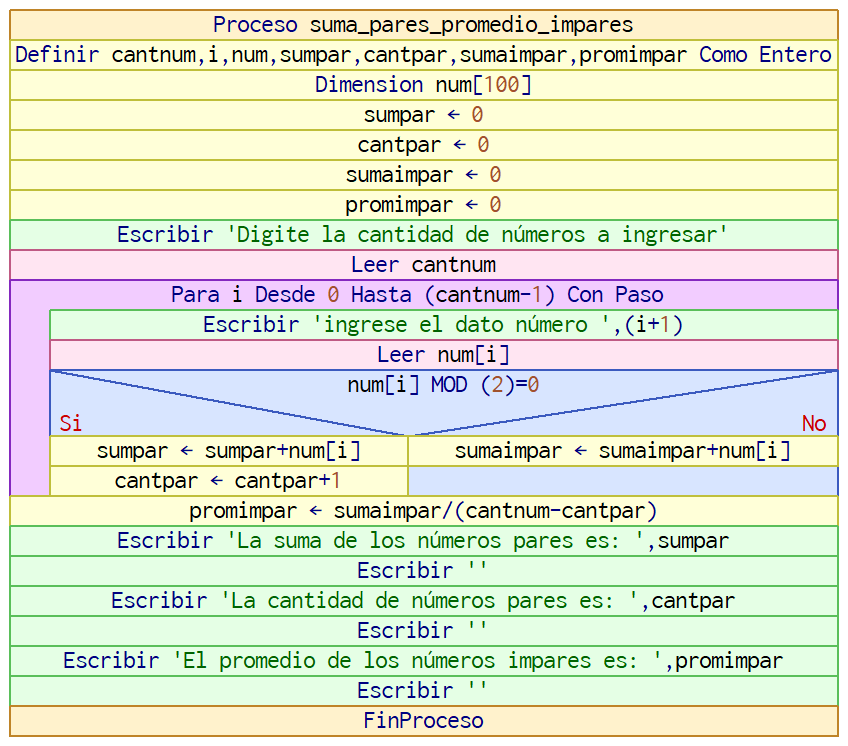 Proceso suma_pares_promedio_impares
Definir cantnum,i,num,sumpar,cantpar,sumaimpar,promimpar Como Entero
Dimension num[100]
sumpar ← 0
cantpar ← 0
sumaimpar ← 0
promimpar ← 0
Escribir 'Digite la cantidad de números a ingresar'
Leer cantnum
Para i Desde 0 Hasta (cantnum-1) Con Paso
Escribir 'ingrese el dato número ',(i+1)
Leer num[i]
num[i] MOD (2)=0
Si No
sumpar ← sumpar+num[i] sumaimpar ← sumaimpar+num[i]
cantpar ← cantpar+1
promimpar ← sumaimpar/(cantnum-cantpar)
Escribir 'La suma de los números pares es: ',sumpar
Escribir ''
Escribir 'La cantidad de números pares es: ',cantpar
Escribir ''
Escribir 'El promedio de los números impares es: ',promimpar
Escribir ''
FinProceso